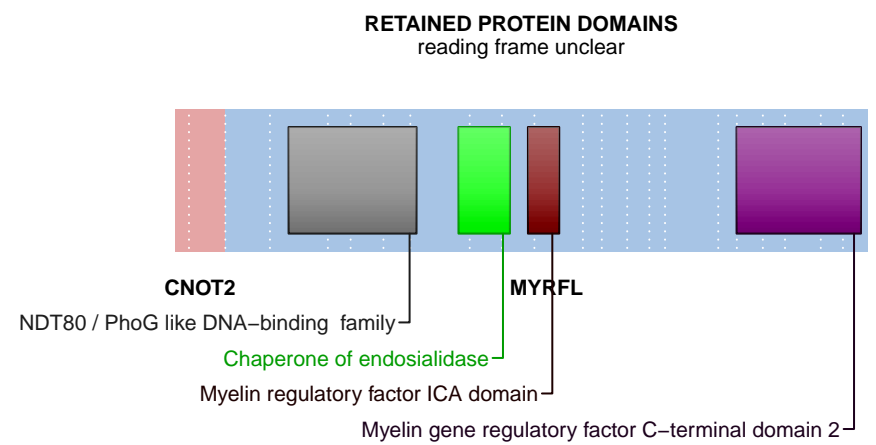 RETAINED PROTEIN DOMAINS
reading frame unclear
CNOT2 MYRFL
NDT80 / PhoG like DNA−binding family
Chaperone of endosialidase
Myelin regulatory factor ICA domain
Myelin gene regulatory factor C−terminal domain 2